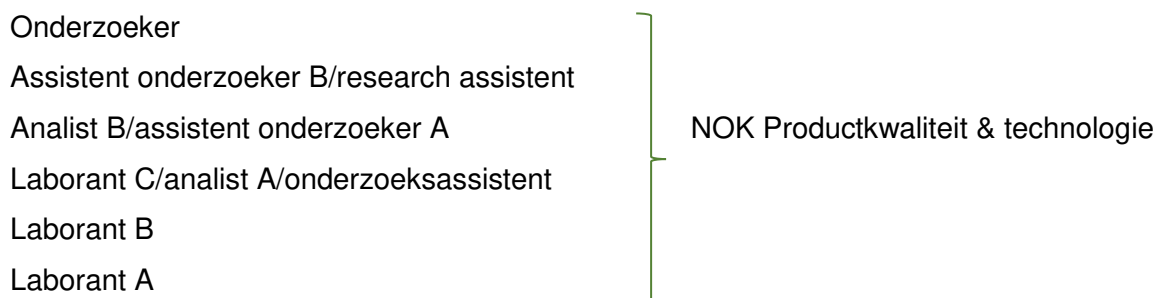 Onderzoeker
Assistent onderzoeker B/research assistent
Analist B/assistent onderzoeker A
NOK Productkwaliteit & technologie
Laborant C/analist A/onderzoeksassistent
Laborant B
Laborant A